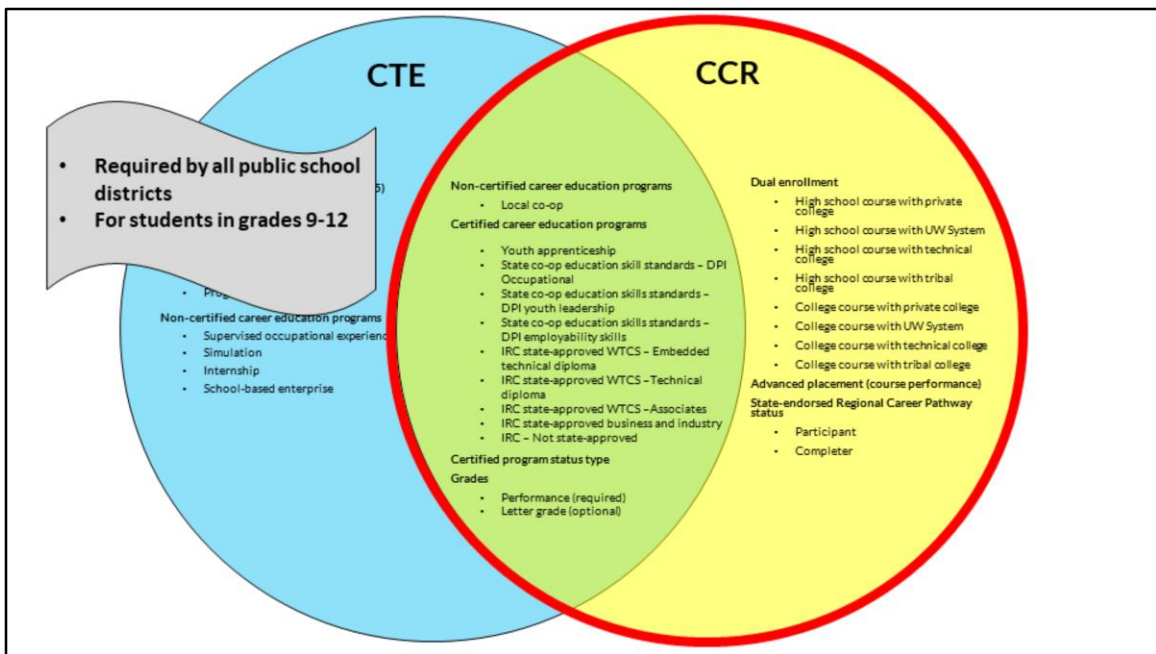 CTE
• Required by all public school
districts
5)
• For students in grades 9-12
•
Non-certified career education programs
• Supervised occupational experienc
• Simulation
• Internship
• School-based enterprise
Non-certified career education programs
• Local co-op
Certified career education programs
• Youth apprenticeship
• State co-op education skill standards – DPI
Occupational
• State co-op education skills standards –
DPI youth leadership
• State co-op education skills standards –
DPI employability skills
• IRC state-approved WTCS – Embedded
technical diploma
• IRC state-approved WTCS – Technical
diploma
• IRC state-approved WTCS – Associates
• IRC state-approved business and industry
• IRC – Not state-approved
Certified program status type
Grades
• Performance (required)
• Letter grade (optional)
CCR
Dual enrollment
• High school course with private
college
• High school course with UW System
• High school course with technical
college
• High school course with tribal
college
• College course with private college
• College course with UW System
• College course with technical college
• College course with tribal college
Advanced placement (course performance)
State-endorsed Regional Career Pathway
status
• Participant
• Completer